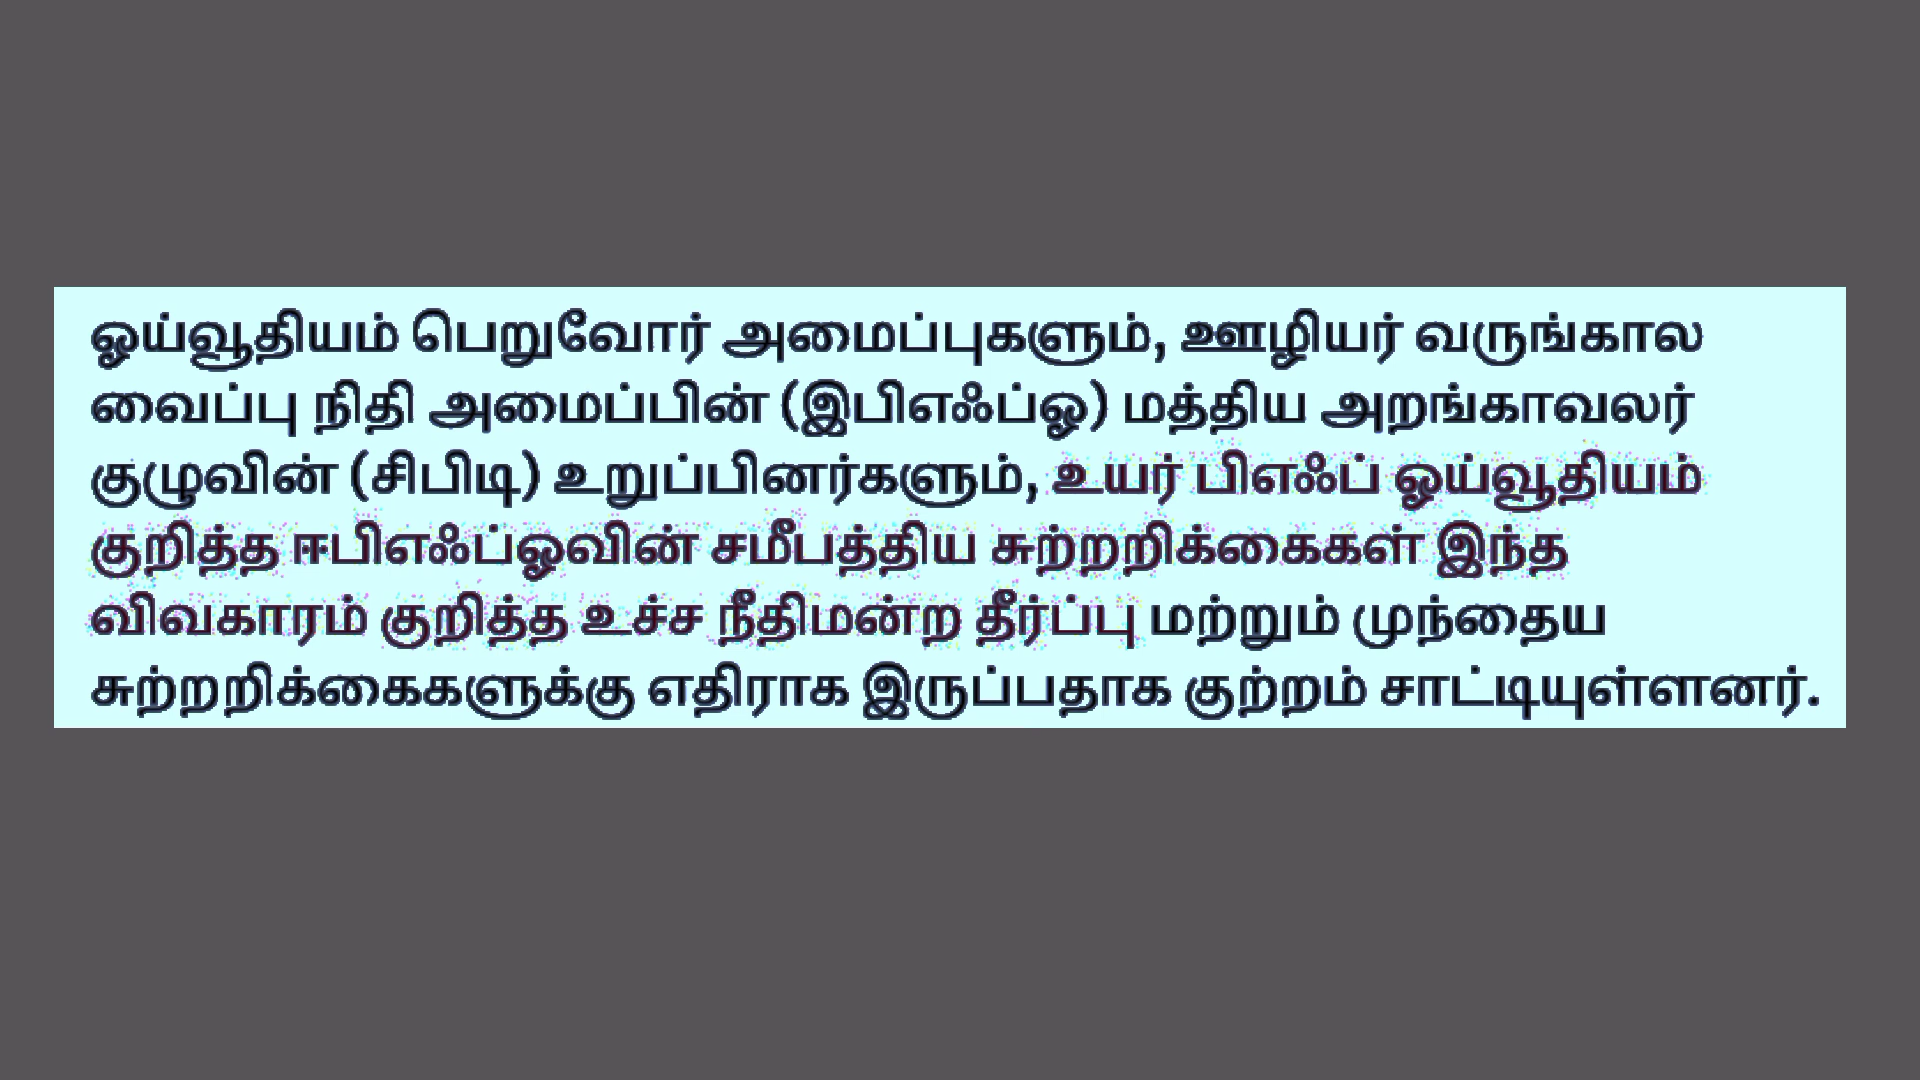 ஓய்வூதியம் பெறுவோர் அமைப்புகளும், ஊழியர் வருங்கால
வைப்பு நிதி அமைப்பின் (இபிஎஃப்ஓ) மத்திய அறங்காவலர்
குழுவின் (சிபிடி) உறுப்பினர்களும், உயர் பிஎஃப் ஓய்வூதியம்
குறித்த ஈபிஎஃப்ஓவின் சமீபத்திய சுற்றறிக்கைகள் இந்த
விவகாரம் குறித்த உச்ச நீதிமன்ற தீர்ப்பு மற்றும் முந்தைய
சுற்றறிக்கைகளுக்கு எதிராக இருப்பதாக குற்றம் சாட்டியுள்ளனர்.